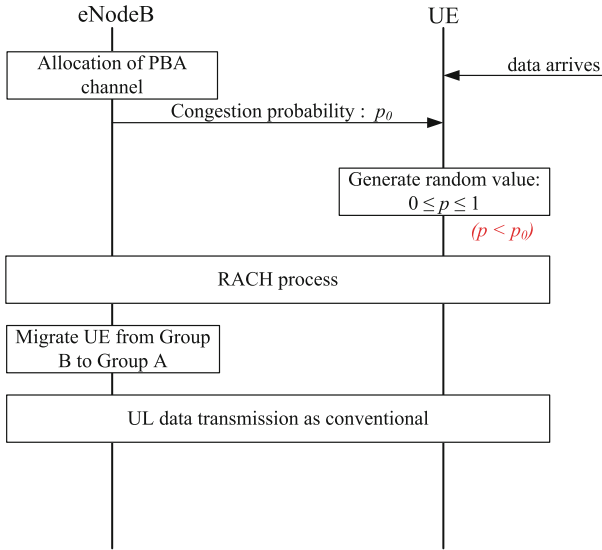 eNodeB
UE
Allocation of PBA
channel
data arrives
Congestion probability : p₀
Generate random value:
0 ≤ p ≤ 1
(p < p₀)
RACH process
Migrate UE from Group
B to Group A
UL data transmission as conventional